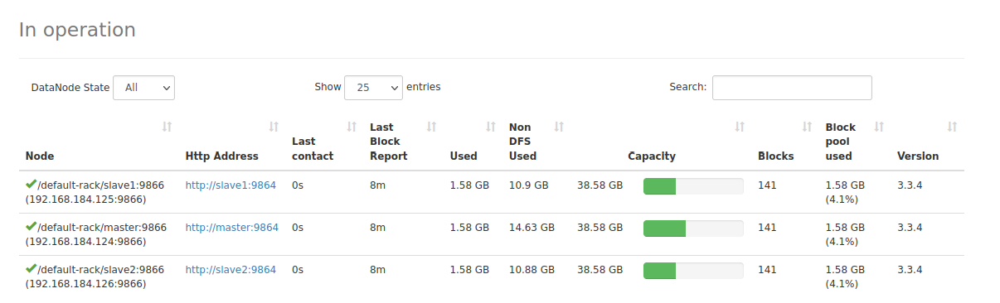 In operation
DataNode State All Show 25 entries Search:
Node Http Address Last contact Last Block Report Used Non DFS Used Capacity Blocks Block pool used Version
/default-rack/slave1:9866 http://slave1:9864 0s 8m 1.58 GB 10.9 GB 38.58 GB 141 1.58 GB 3.3.4
(192.168.184.125:9866) (4.1%)
/default-rack/master:9866 http://master:9864 0s 8m 1.58 GB 14.63 GB 38.58 GB 141 1.58 GB 3.3.4
(192.168.184.124:9866) (4.1%)
/default-rack/slave2:9866 http://slave2:9864 0s 8m 1.58 GB 10.88 GB 38.58 GB 141 1.58 GB 3.3.4
(192.168.184.126:9866) (4.1%)